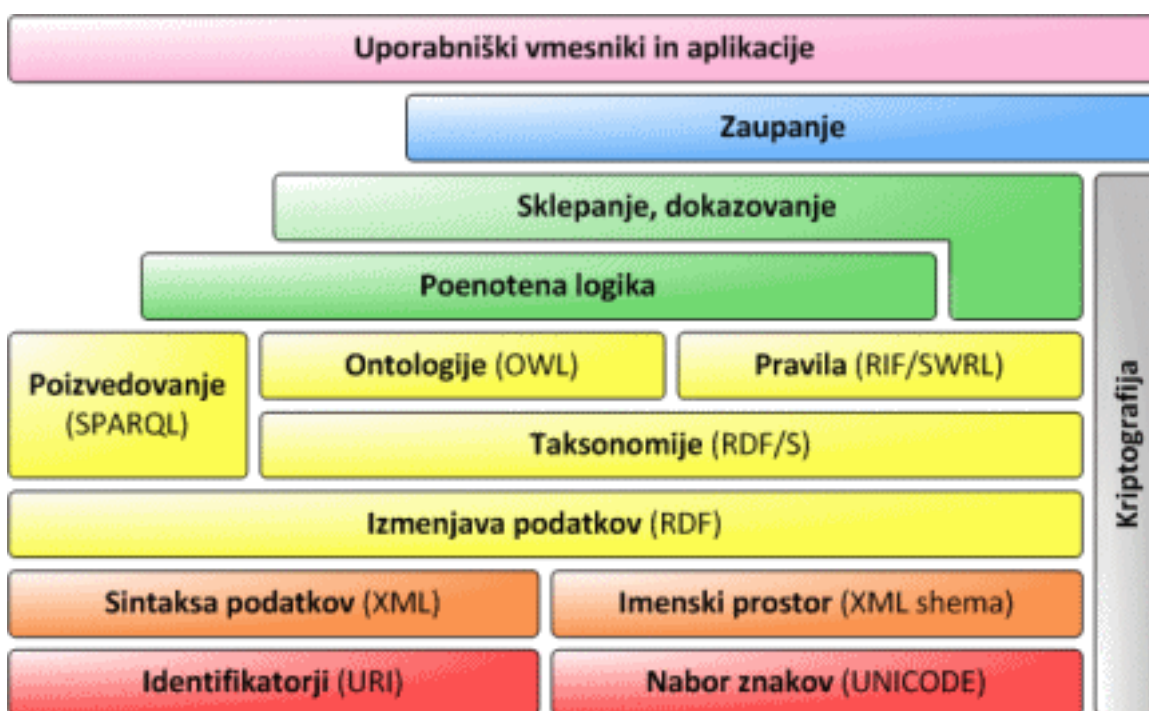 Uporabniški vmesniki in aplikacije
Zaupanje
Sklepanje, dokazovanje
Poenotena logika
Poizvedovanje
(SPARQL)
Ontologije (OWL)
Pravila (RIF/SWRL)
Taksonomije (RDF/S)
Izmenjava podatkov (RDF)
Sintaksa podatkov (XML)
Imenski prostor (XML shema)
Identifikatorji (URI)
Nabor znakov (UNICODE)
Kriptografija